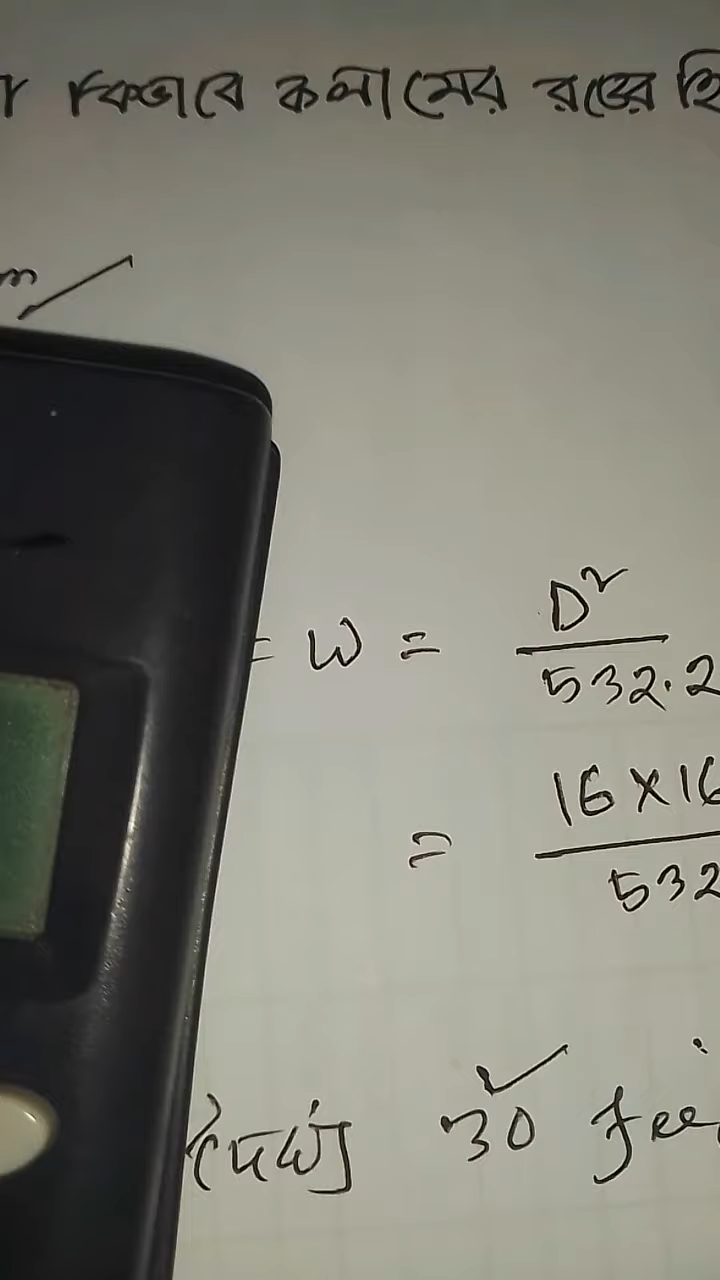 কিভাবে কলামের রডের
m
= W = D²
532.2
= 16×16
532
দৈর্ঘ্য 30 fee